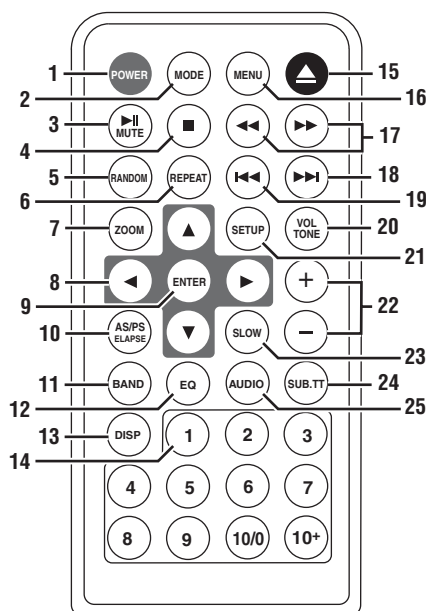 1 POWER MODE MENU 15
2 16
3 MUTE
4 17
5 RANDOM REPEAT 18
6 19
7 ZOOM SETUP VOL TONE 20
21
8 ENTER + 22
9
10 AS/PS ELAPSE SLOW − 23
11 BAND EQ AUDIO SUB.TT 24
12 25
13 DISP 1 2 3
14
4 5 6 7
8 9 10/0 10+